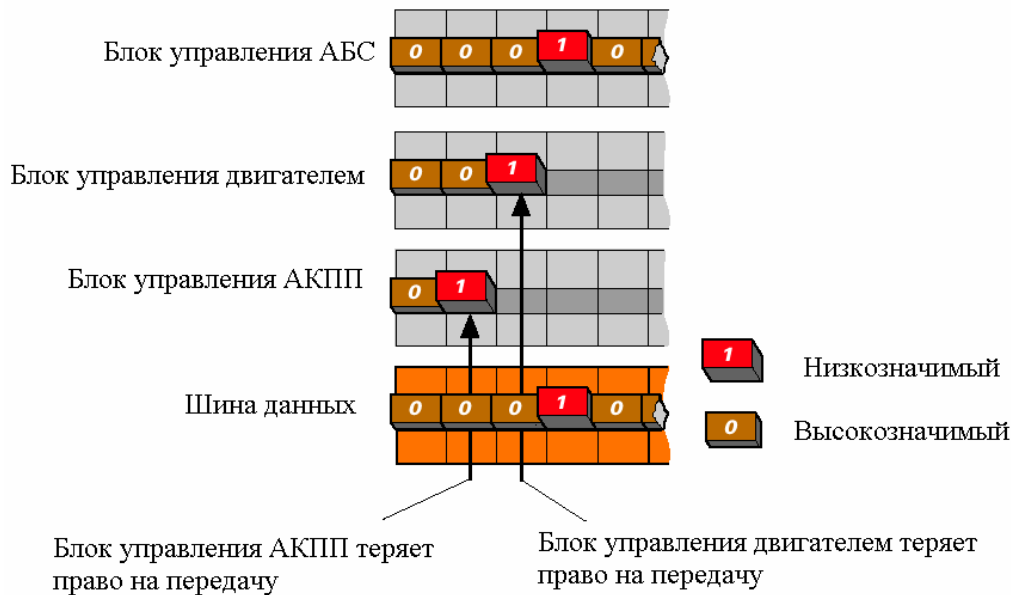 Блок управления АБС
0 0 0 1 0
Блок управления двигателем
0 0 1
Блок управления АКПП
0 1
Шина данных
0 0 0 1 0
1 Низкозначимый
0 Высокозначимый
Блок управления АКПП теряет
право на передачу
Блок управления двигателем теряет
право на передачу